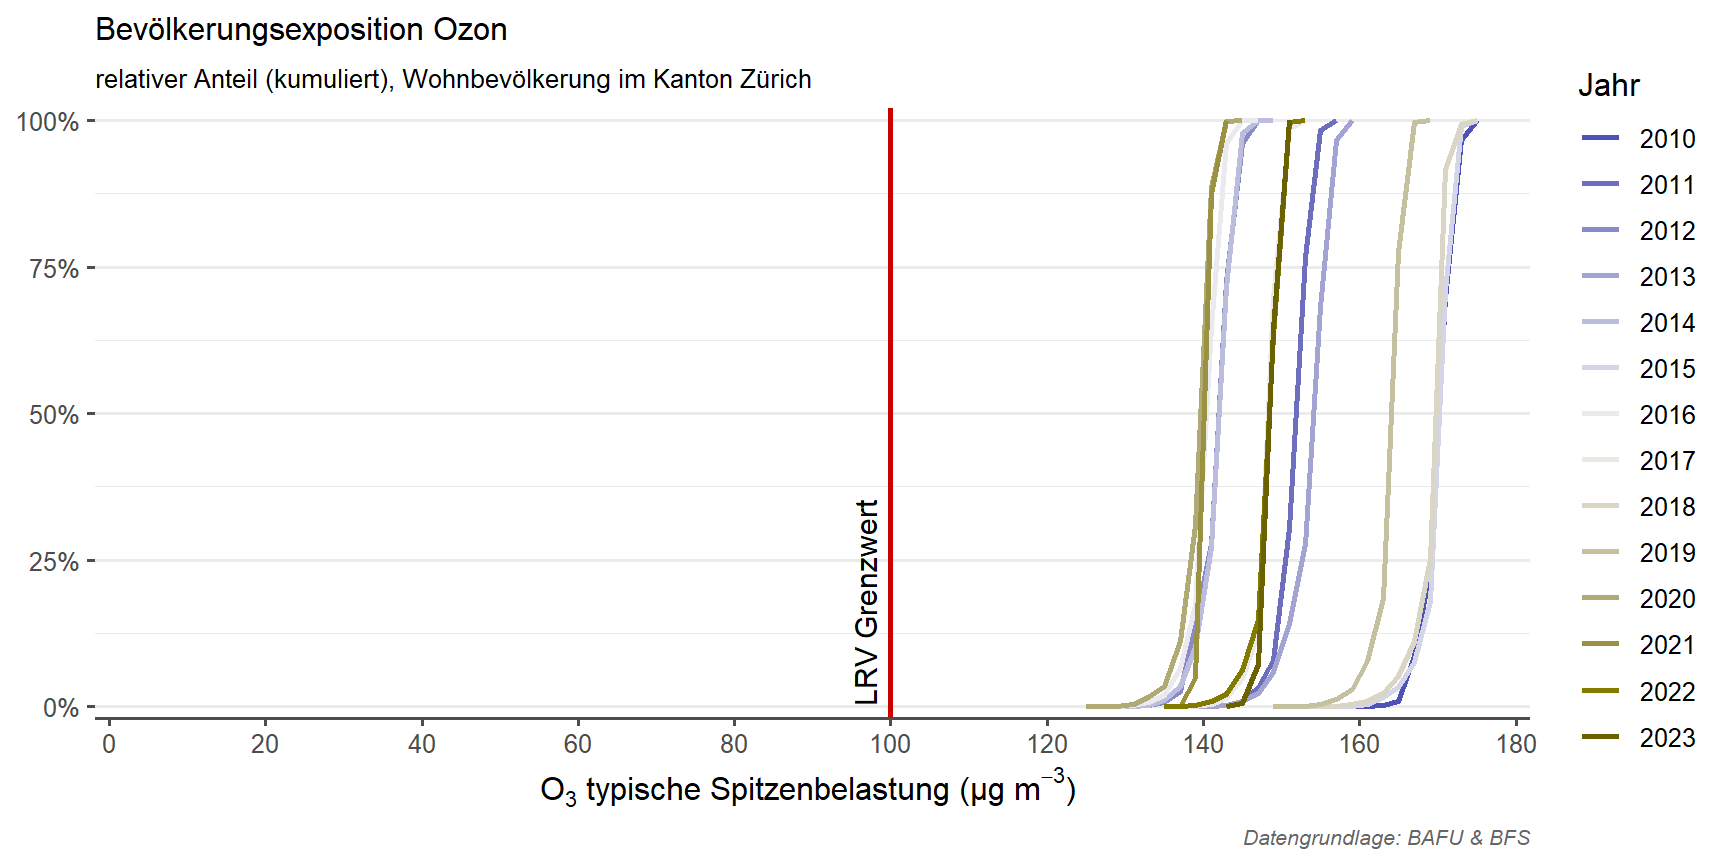 Bevölkerungsexposition Ozon
relativer Anteil (kumuliert), Wohnbevölkerung im Kanton Zürich
100%
75%
50%
25%
0%
LRV Grenzwert
0 20 40 60 80 100 120 140 160 180
O₃ typische Spitzenbelastung (µg m⁻³)
Jahr
2010
2011
2012
2013
2014
2015
2016
2017
2018
2019
2020
2021
2022
2023
Datengrundlage: BAFU & BFS